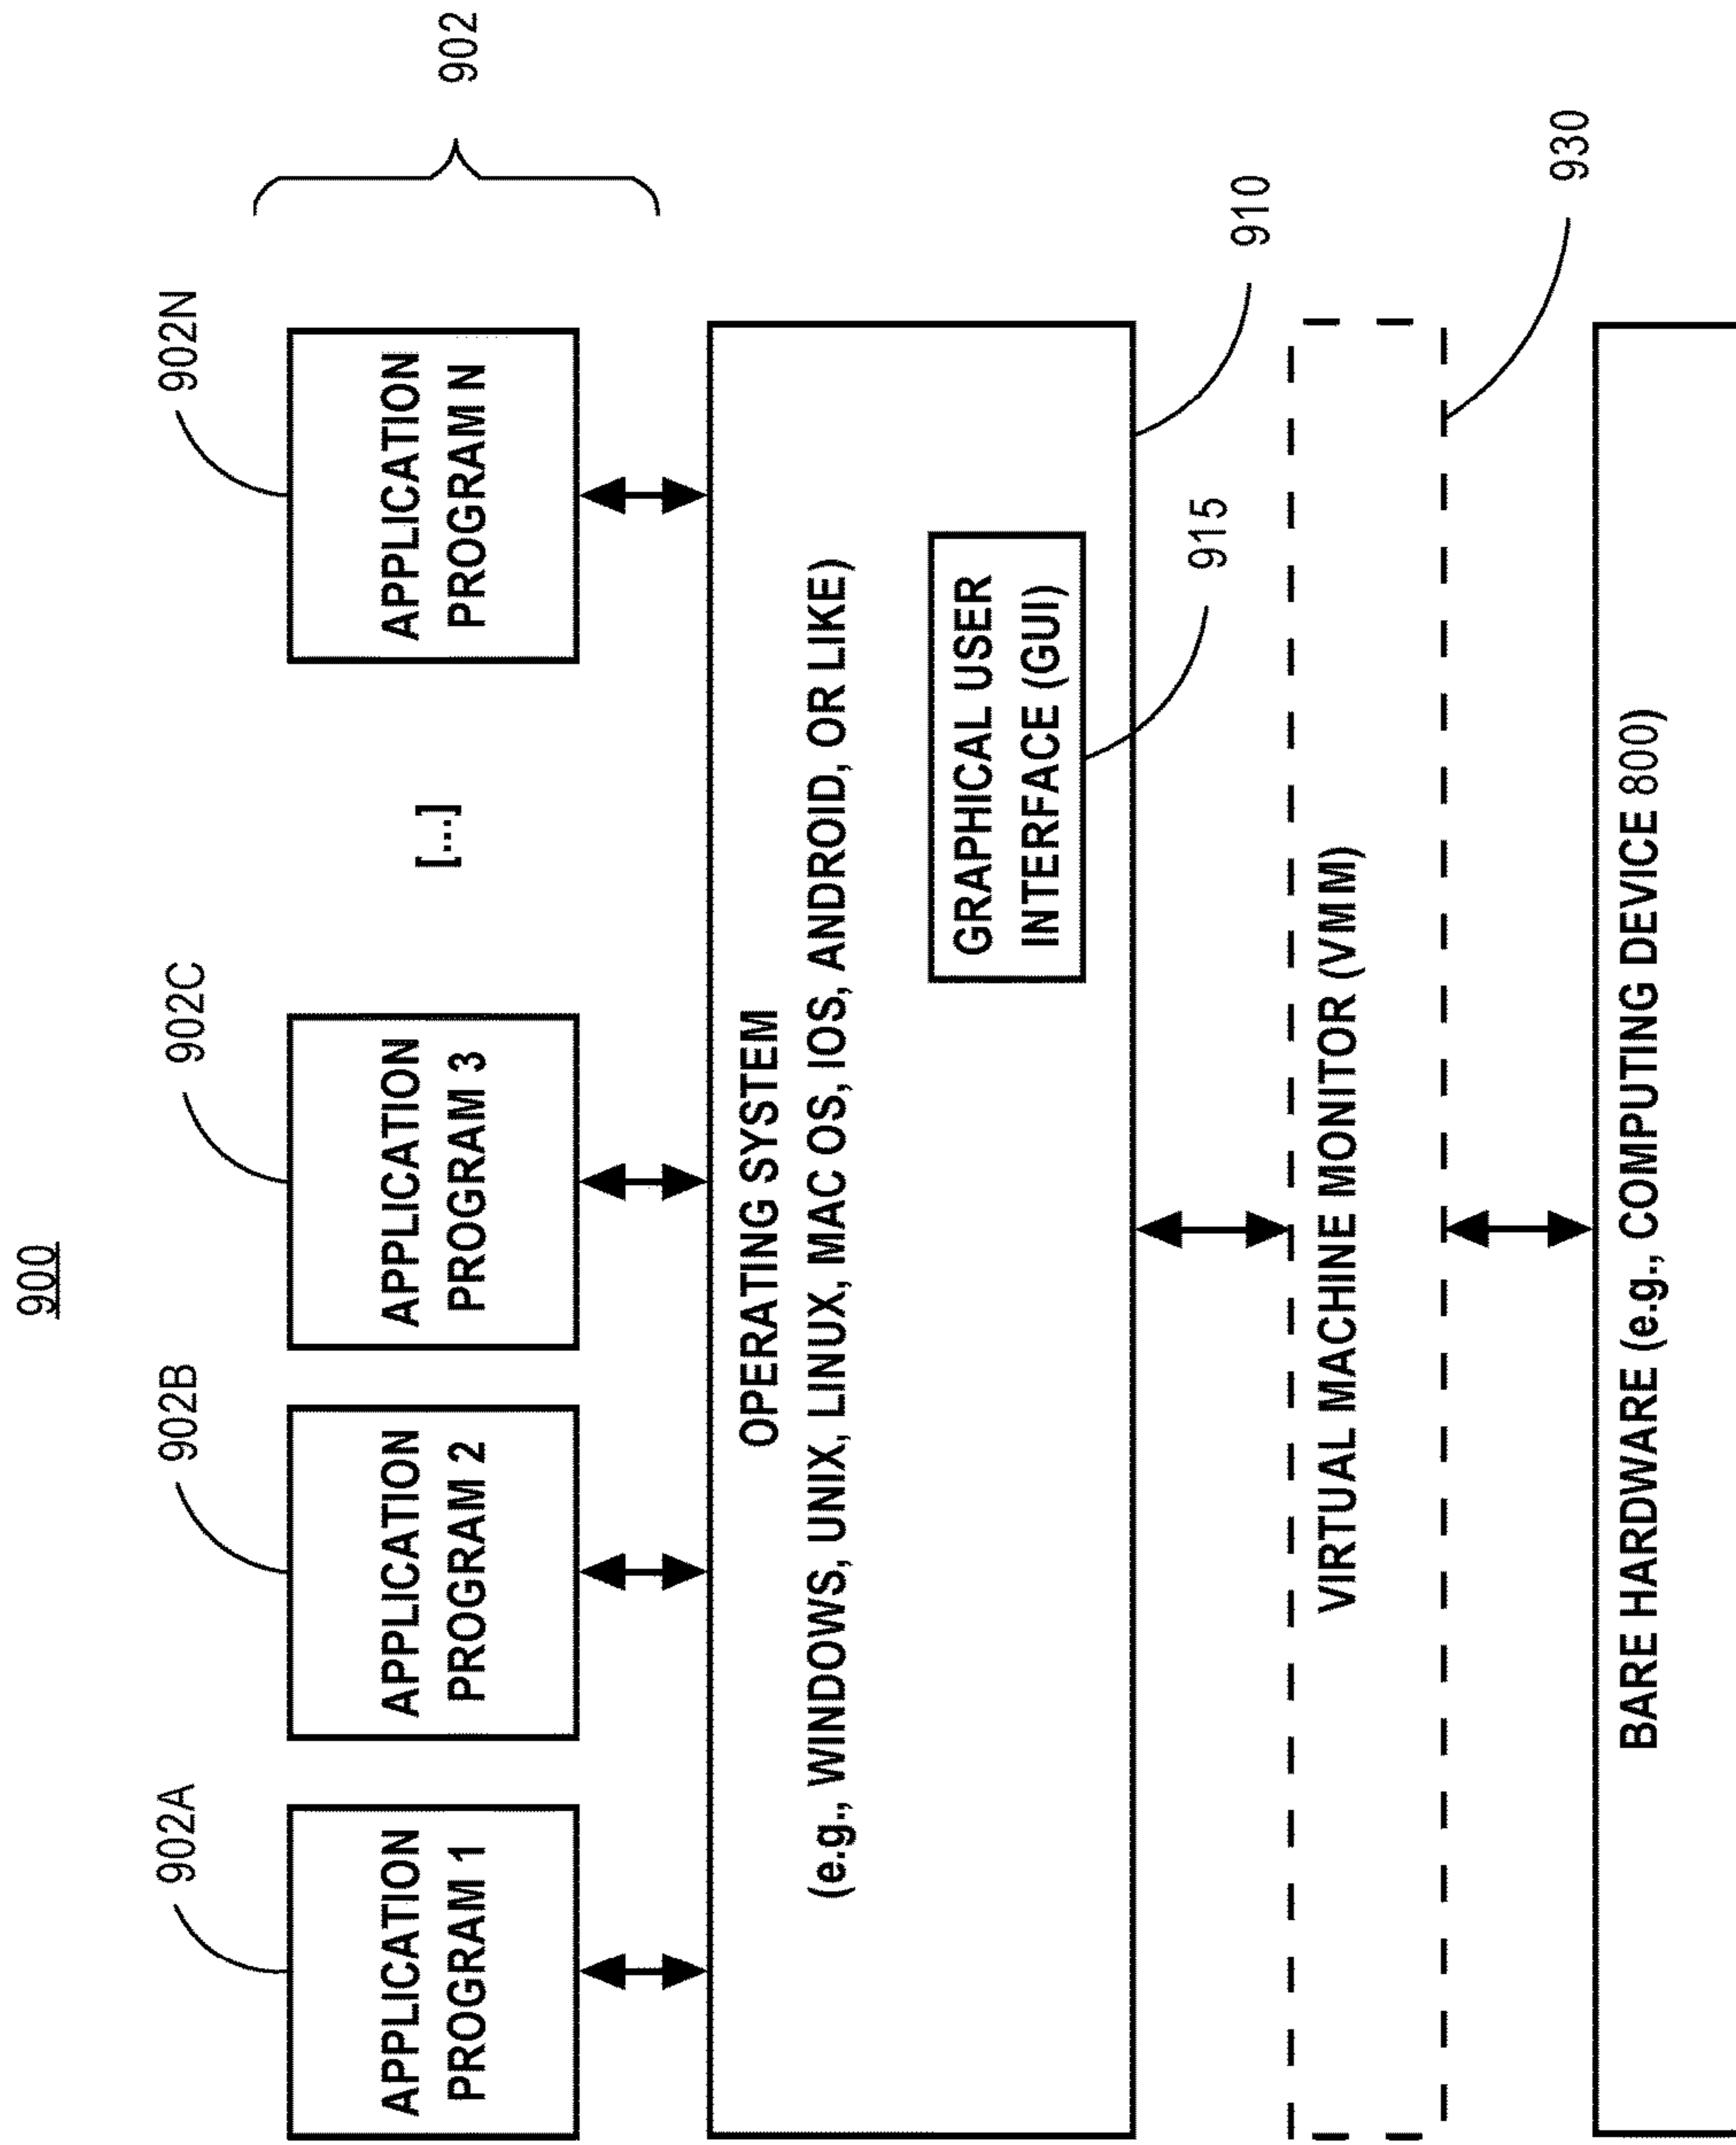 900
902A
902B
902C
902N
902
APPLICATION
PROGRAM 1
APPLICATION
PROGRAM 2
APPLICATION
PROGRAM 3
[...]
APPLICATION
PROGRAM N
OPERATING SYSTEM
(e.g., WINDOWS, UNIX, LINUX, MAC OS, IOS, ANDROID, OR LIKE)
GRAPHICAL USER
INTERFACE (GUI)
910
915
VIRTUAL MACHINE MONITOR (VMM)
930
BARE HARDWARE (e.g., COMPUTING DEVICE 800)